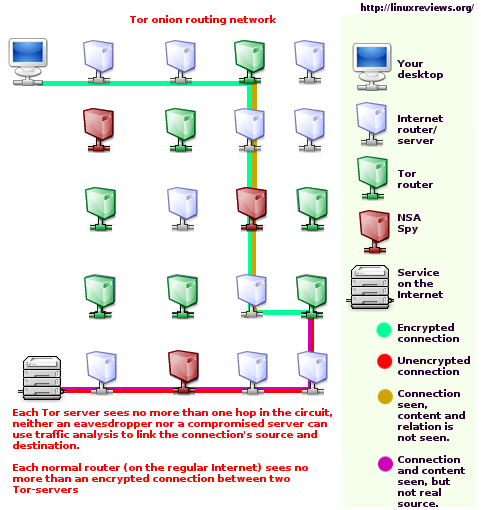 http://linuxreviews.org/
Tor onion routing network
Your
desktop
Internet
router/
server
Tor
router
NSA
Spy
Service
on the
Internet
Encrypted
connection
Unencrypted
connection
Connection
seen,
content and
relation is
not seen.
Connection
and content
seen, but
not real
source.
Each Tor server sees no more than one hop in the circuit,
neither an eavesdropper nor a compromised server can
use traffic analysis to link the connection's source and
destination.
Each normal router (on the regular Internet) sees no
more than an encrypted connection between two
Tor-servers